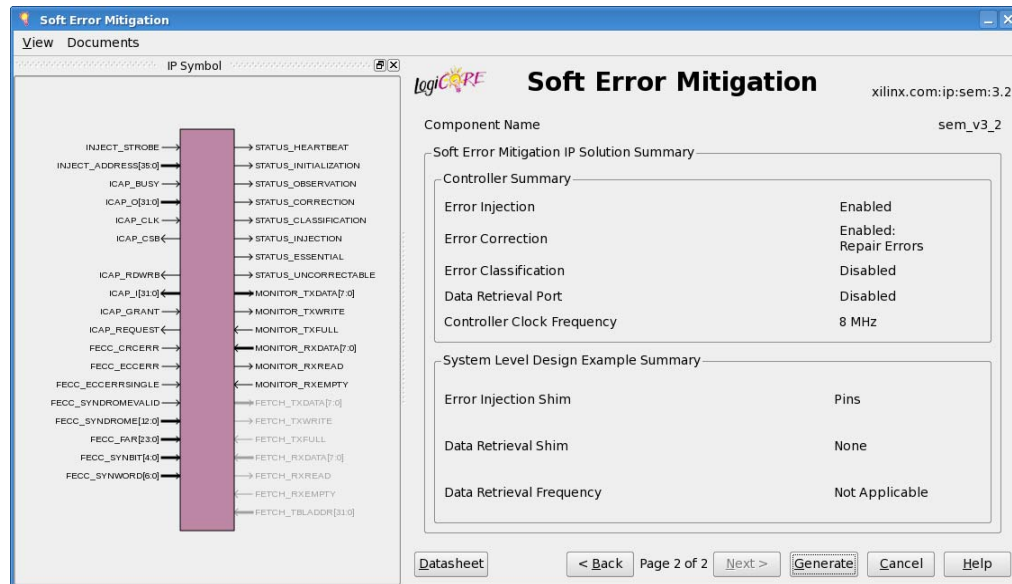 Soft Error Mitigation
View Documents
IP Symbol
INJECT_STROBE
INJECT_ADDRESS[35:0]
ICAP_BUSY
ICAP_O[31:0]
ICAP_CLK
ICAP_CSB
ICAP_RDWRB
ICAP_I[31:0]
ICAP_GRANT
ICAP_REQUEST
FECC_CRCERR
FECC_ECCERR
FECC_ECCERRSINGLE
FECC_SYNDROMEVALID
FECC_SYNDROME[12:0]
FECC_FAR[23:0]
FECC_SYNBIT[4:0]
FECC_SYNWORD[6:0]
STATUS_HEARTBEAT
STATUS_INITIALIZATION
STATUS_OBSERVATION
STATUS_CORRECTION
STATUS_CLASSIFICATION
STATUS_INJECTION
STATUS_ESSENTIAL
STATUS_UNCORRECTABLE
MONITOR_TXDATA[7:0]
MONITOR_TXWRITE
MONITOR_TXFULL
MONITOR_RXDATA[7:0]
MONITOR_RXREAD
MONITOR_RXEMPTY
FETCH_TXDATA[7:0]
FETCH_TXWRITE
FETCH_TXFULL
FETCH_RXDATA[7:0]
FETCH_RXREAD
FETCH_RXEMPTY
FETCH_TBLADDR[31:0]
LogiCORE
Soft Error Mitigation
xilinx.com:ip:sem:3.2
Component Name sem_v3_2
Soft Error Mitigation IP Solution Summary
Controller Summary
Error Injection Enabled
Error Correction Enabled:
Repair Errors
Error Classification Disabled
Data Retrieval Port Disabled
Controller Clock Frequency 8 MHz
System Level Design Example Summary
Error Injection Shim Pins
Data Retrieval Shim None
Data Retrieval Frequency Not Applicable
Datasheet < Back Page 2 of 2 Next > Generate Cancel Help